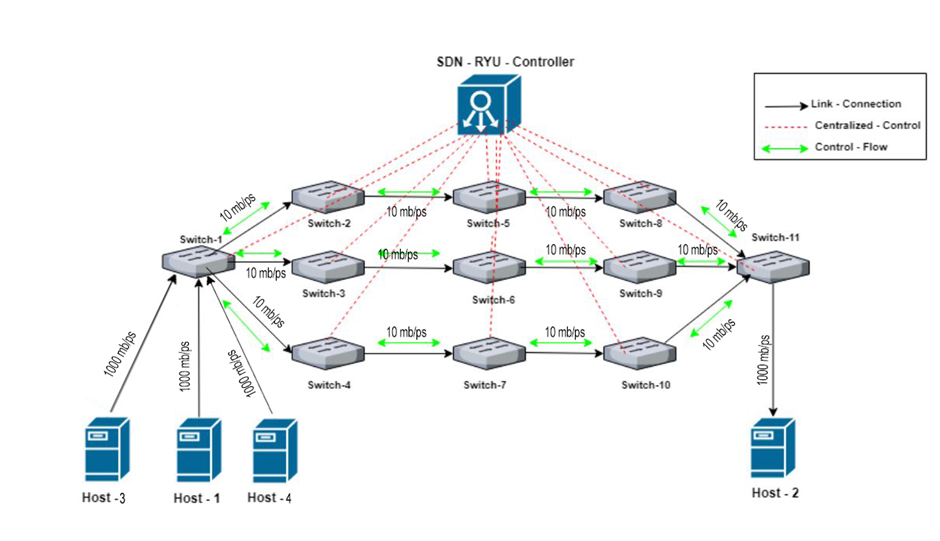 SDN - RYU - Controller
Link - Connection
Centralized - Control
Control - Flow
10 mb/ps
Switch-2
10 mb/ps
Switch-5
10 mb/ps
Switch-8
10 mb/ps
Switch-1
Switch-11
10 mb/ps
Switch-3
10 mb/ps
Switch-6
10 mb/ps
Switch-9
10 mb/ps
10 mb/ps
Switch-4
10 mb/ps
Switch-7
10 mb/ps
Switch-10
10 mb/ps
1000 mb/ps
1000 mb/ps
1000 mb/ps
1000 mb/ps
Host -3
Host - 1
Host - 4
Host - 2